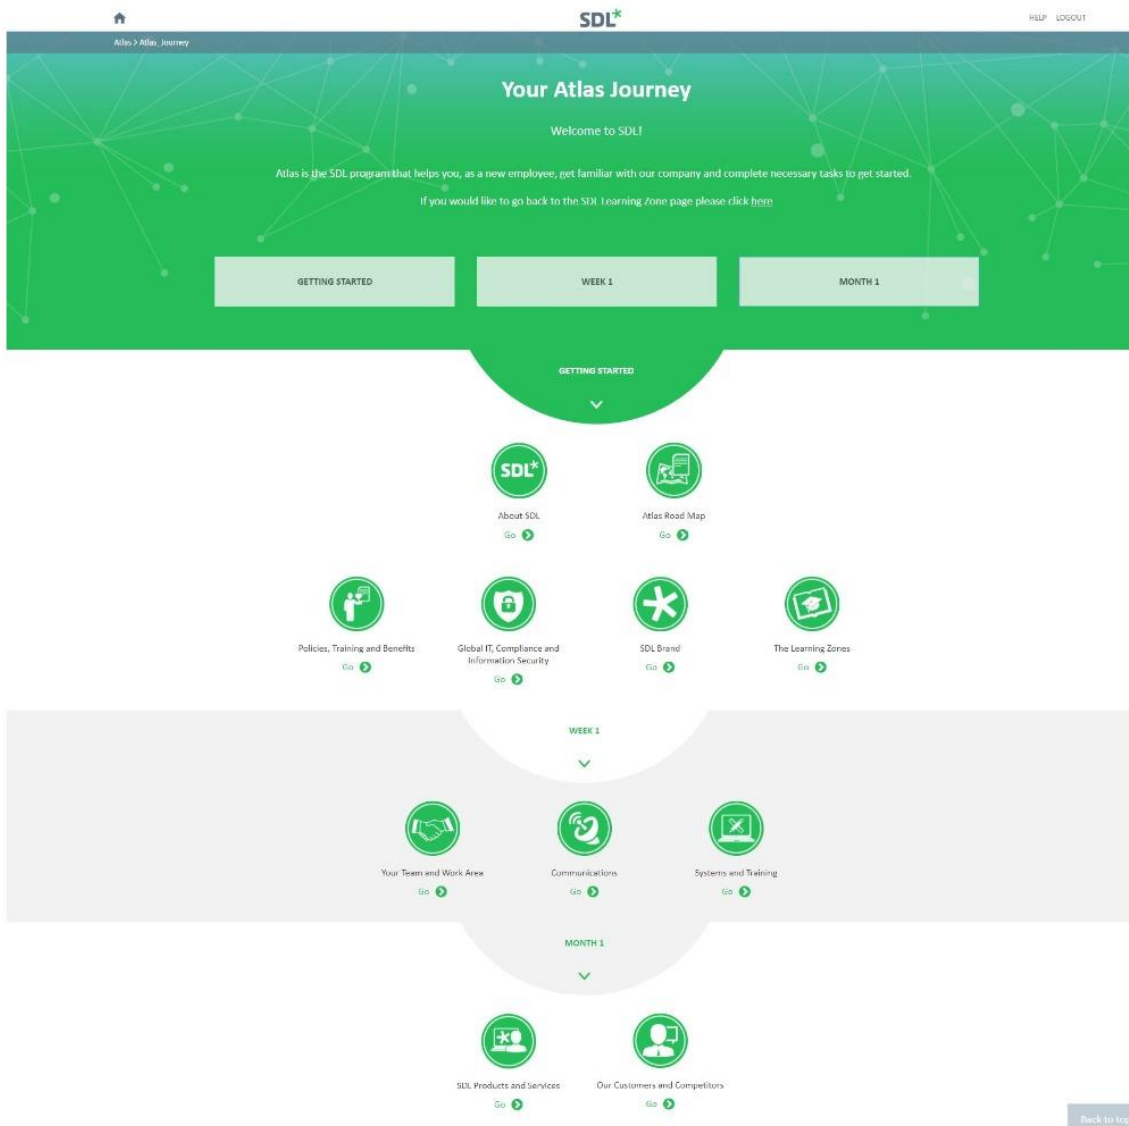 SDL*
HELP LOGOUT
Atlas > Atlas_Journey
Your Atlas Journey
Welcome to SDL!
Atlas is the SDL program that helps you, as a new employee, get familiar with our company and complete necessary tasks to get started.
If you would like to go back to the SDL Learning Zone page please click here
GETTING STARTED
WEEK 1
MONTH 1
GETTING STARTED
SDL*
About SDL
Go
Atlas Road Map
Go
Policies, Training and Benefits
Go
Global IT, Compliance and
Information Security
Go
SDL Brand
Go
The Learning Zones
Go
WEEK 1
Your Team and Work Area
Go
Communications
Go
Systems and Training
Go
MONTH 1
SDL Products and Services
Go
Our Customers and Competitors
Go
Back to top